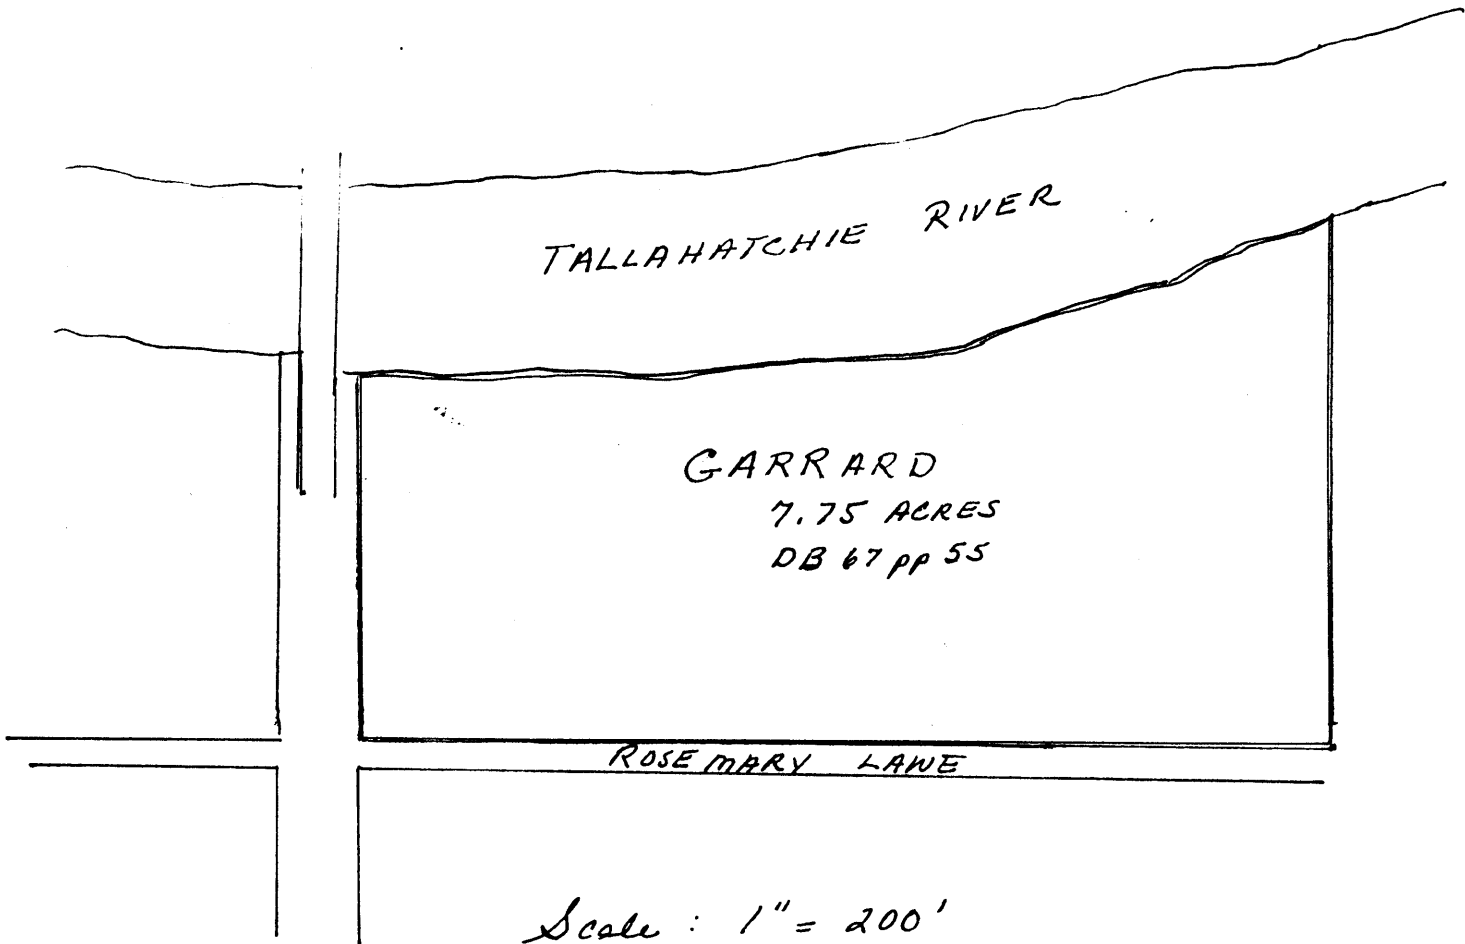 TALLAHATCHIE RIVER
GARRARD
7.75 ACRES
DB 67 pp 55
ROSEMARY LANE
Scale : 1" = 200'